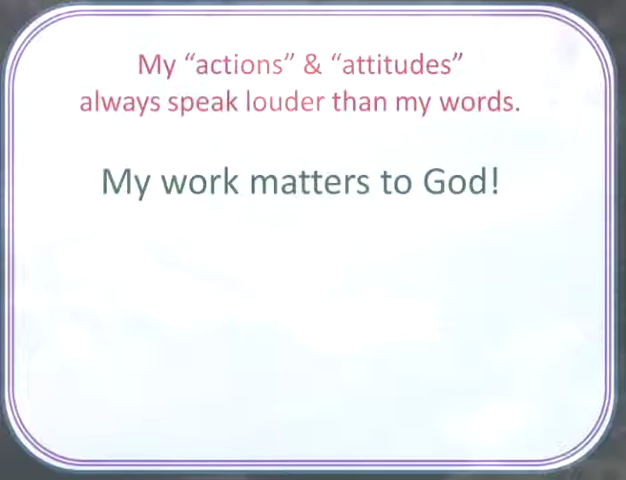 My “actions” & “attitudes”
always speak louder than my words.
My work matters to God!